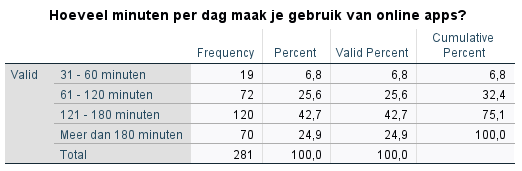 Hoeveel minuten per dag maak je gebruik van online apps?
Frequency Percent Valid Percent Cumulative Percent
Valid 31 - 60 minuten 19 6,8 6,8 6,8
61 - 120 minuten 72 25,6 25,6 32,4
121 - 180 minuten 120 42,7 42,7 75,1
Meer dan 180 minuten 70 24,9 24,9 100,0
Total 281 100,0 100,0